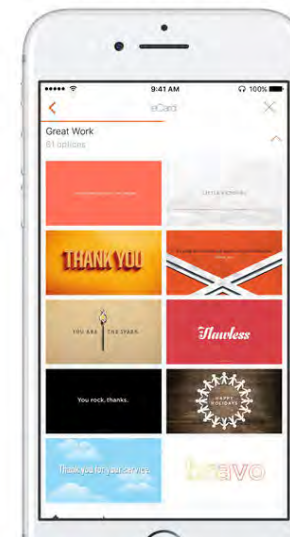 9:41 AM
100%
eCard
Great Work
81 options
THANK YOU
YOU ARE THE SPARK.
Flawless
You rock, thanks.
HAPPY
HOLIDAYS
Thank you for your service.
bravo